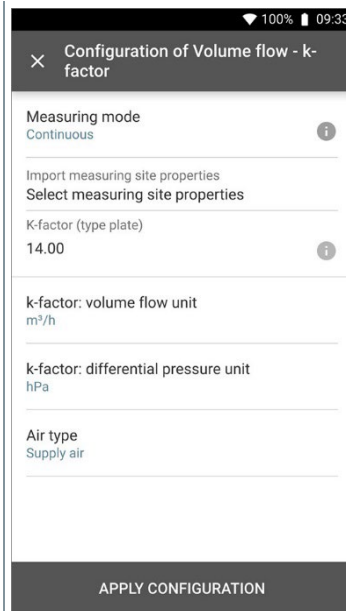 100% 09:33
Configuration of Volume flow - k-
factor
Measuring mode
Continuous
Import measuring site properties
Select measuring site properties
K-factor (type plate)
14.00
k-factor: volume flow unit
m³/h
k-factor: differential pressure unit
hPa
Air type
Supply air
APPLY CONFIGURATION